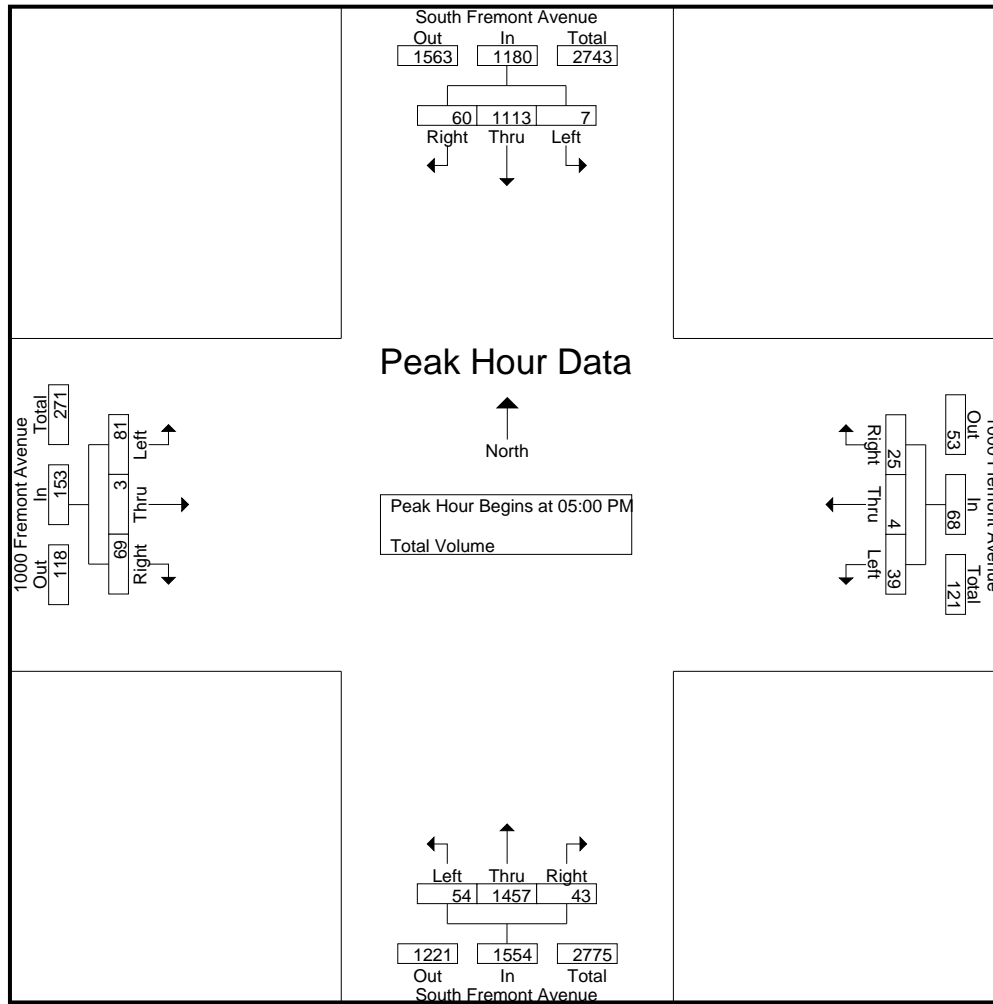 South Fremont Avenue
Out In Total
1563 1180 2743
60 1113 7
Right Thru Left
Peak Hour Data
North
Peak Hour Begins at 05:00 PM
Total Volume
1000 Fremont Avenue
Total In Out
271 153 118
81 3 69
Left Thru Right
Right Thru Left
25 4 39
53 68 121
Out In Total
Fremont Avenue
Left Thru Right
54 1457 43
1221 1554 2775
Out In Total
South Fremont Avenue